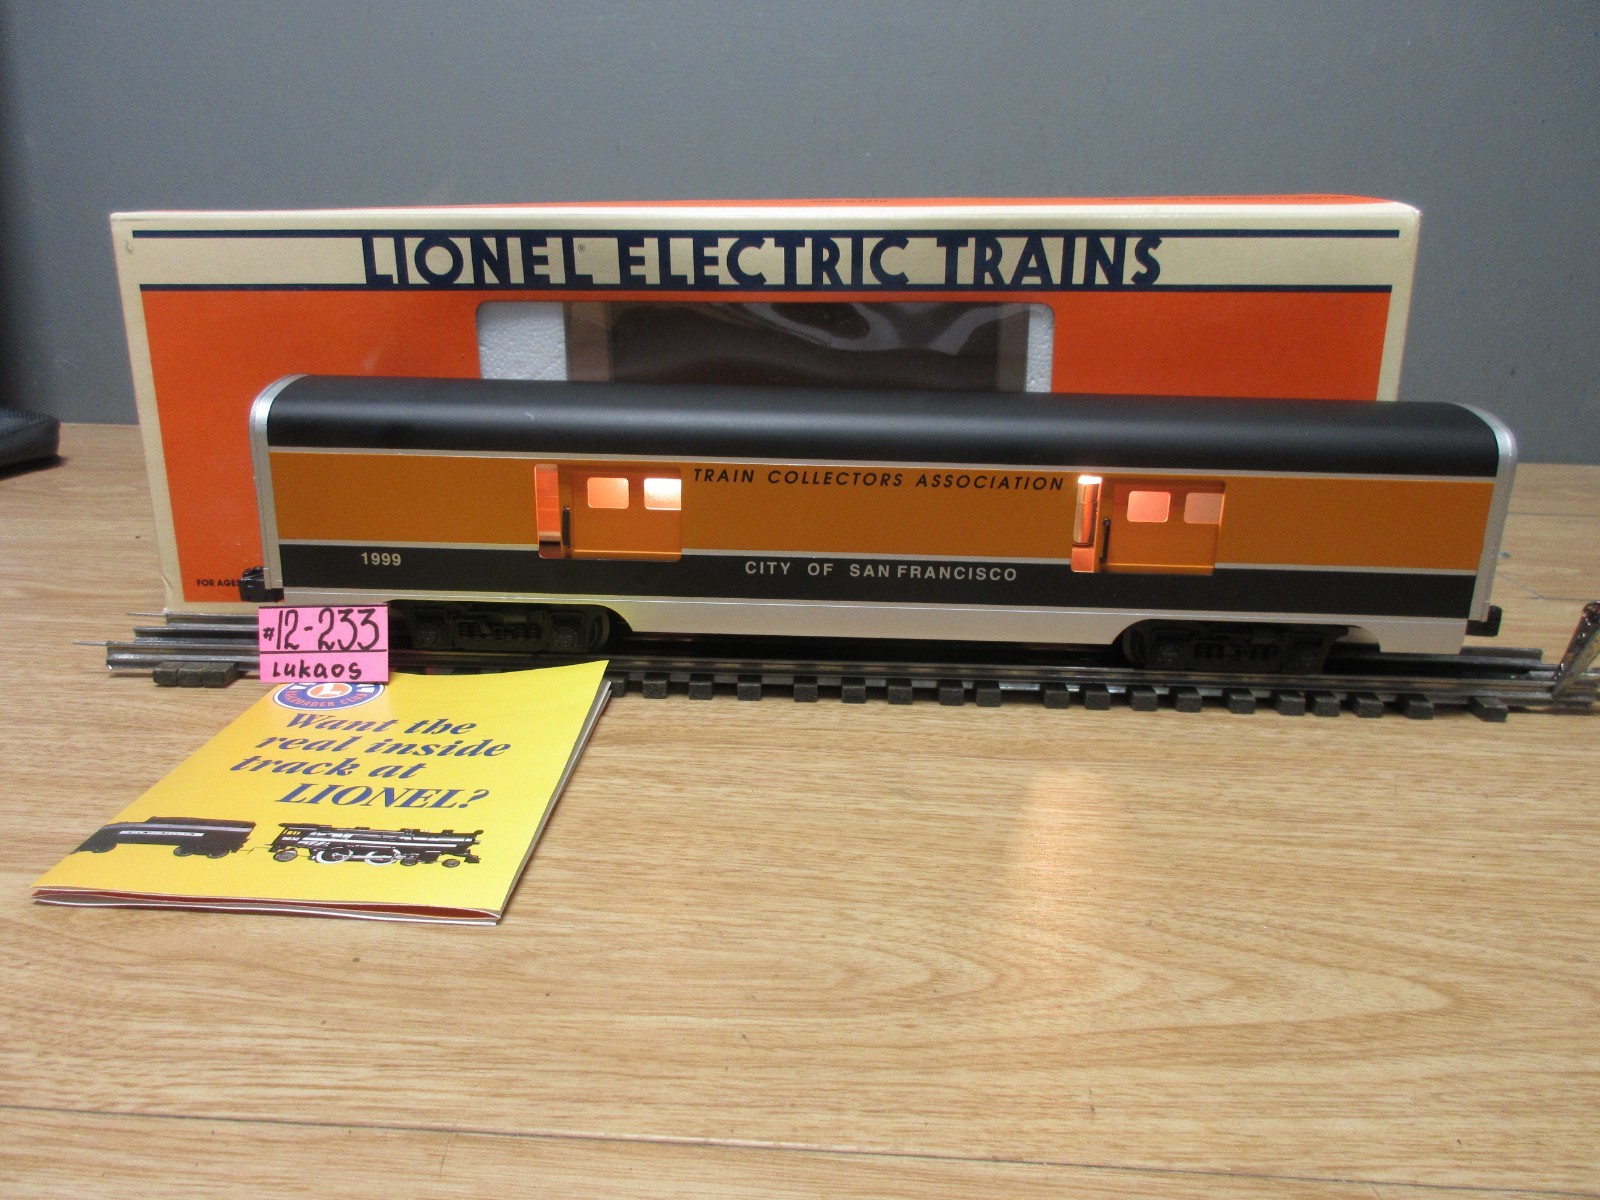 LIONEL® ELECTRIC TRAINS
TRAIN COLLECTORS ASSOCIATION
1999
CITY OF SAN FRANCISCO
FOR AGES
#12-233
LUKAOS
L
Want the
real inside
track at
LIONEL?